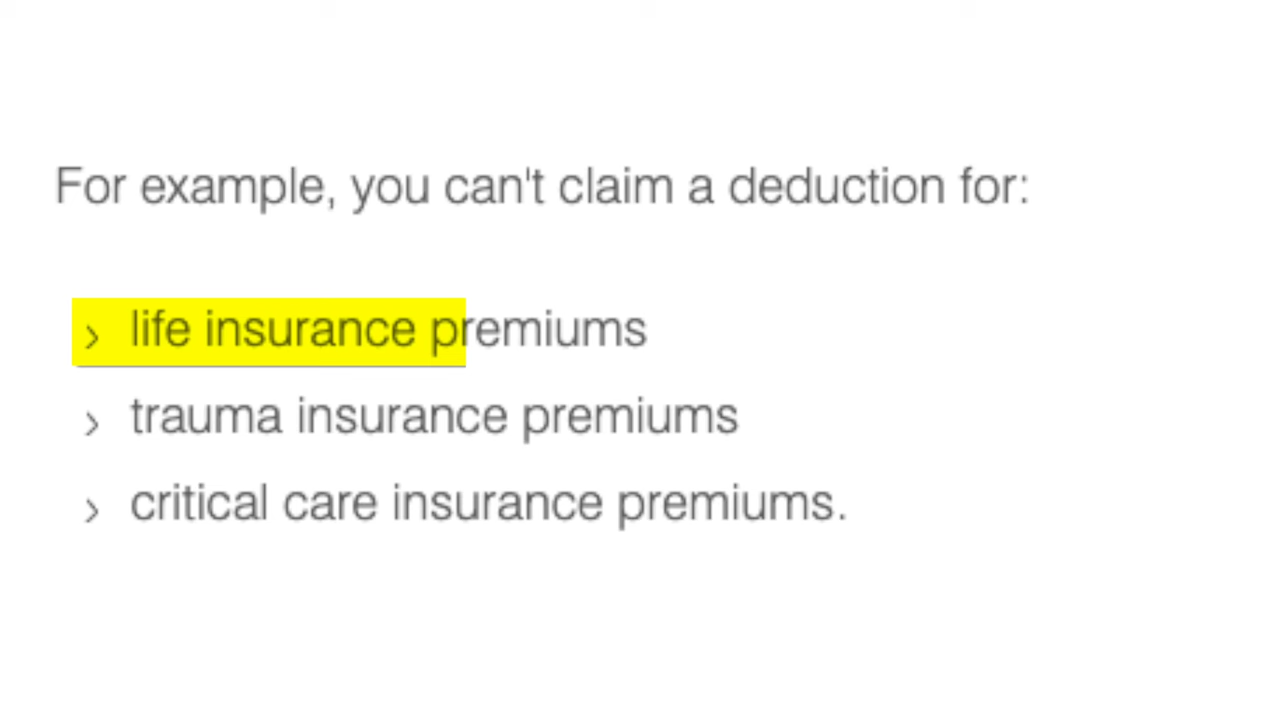 For example, you can't claim a deduction for:
› life insurance premiums
› trauma insurance premiums
› critical care insurance premiums.